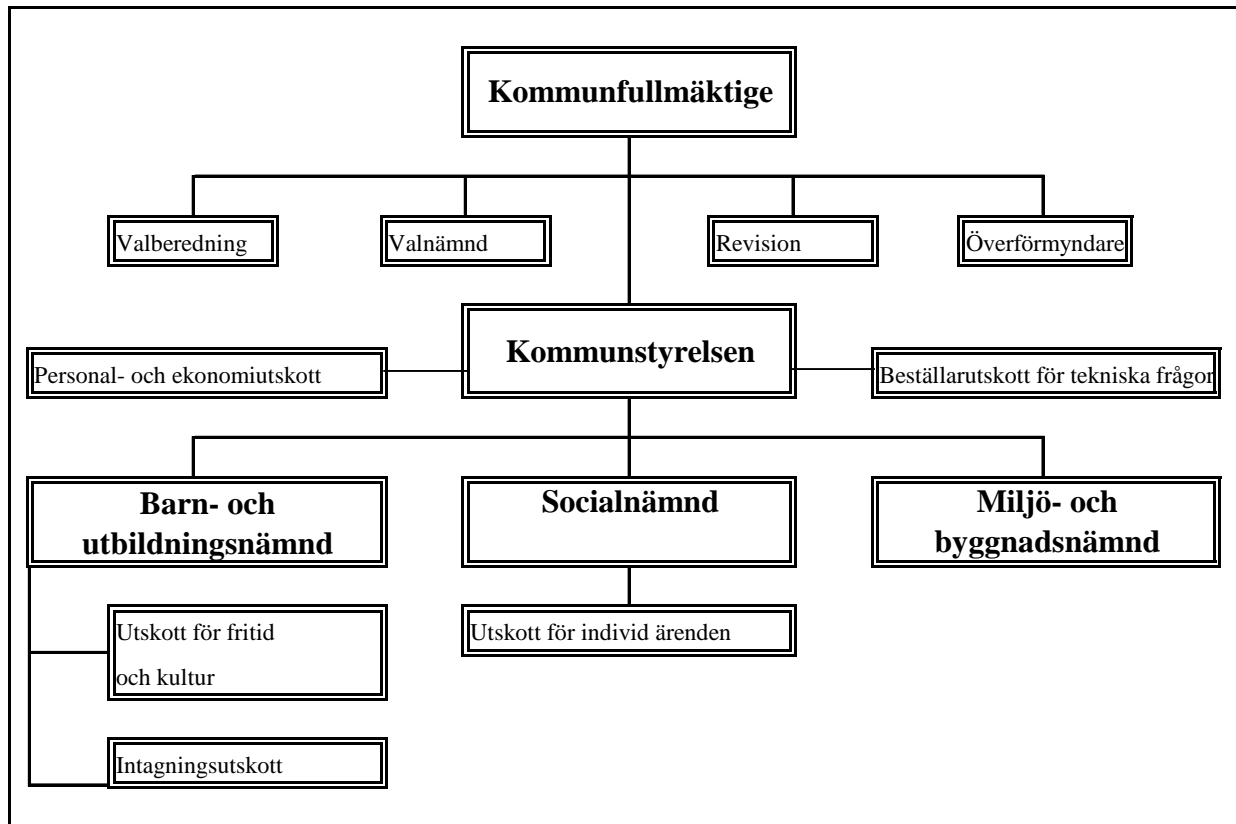 Kommunfullmäktige
Valberedning
Valnämnd
Revision
Överförmyndare
Kommunstyrelsen
Personal- och ekonomiutskott
Beställarutskott för tekniska frågor
Barn- och
utbildningsnämnd
Socialnämnd
Miljö- och
byggnadsnämnd
Utskott för fritid
och kultur
Utskott för individ ärenden
Intagningsutskott